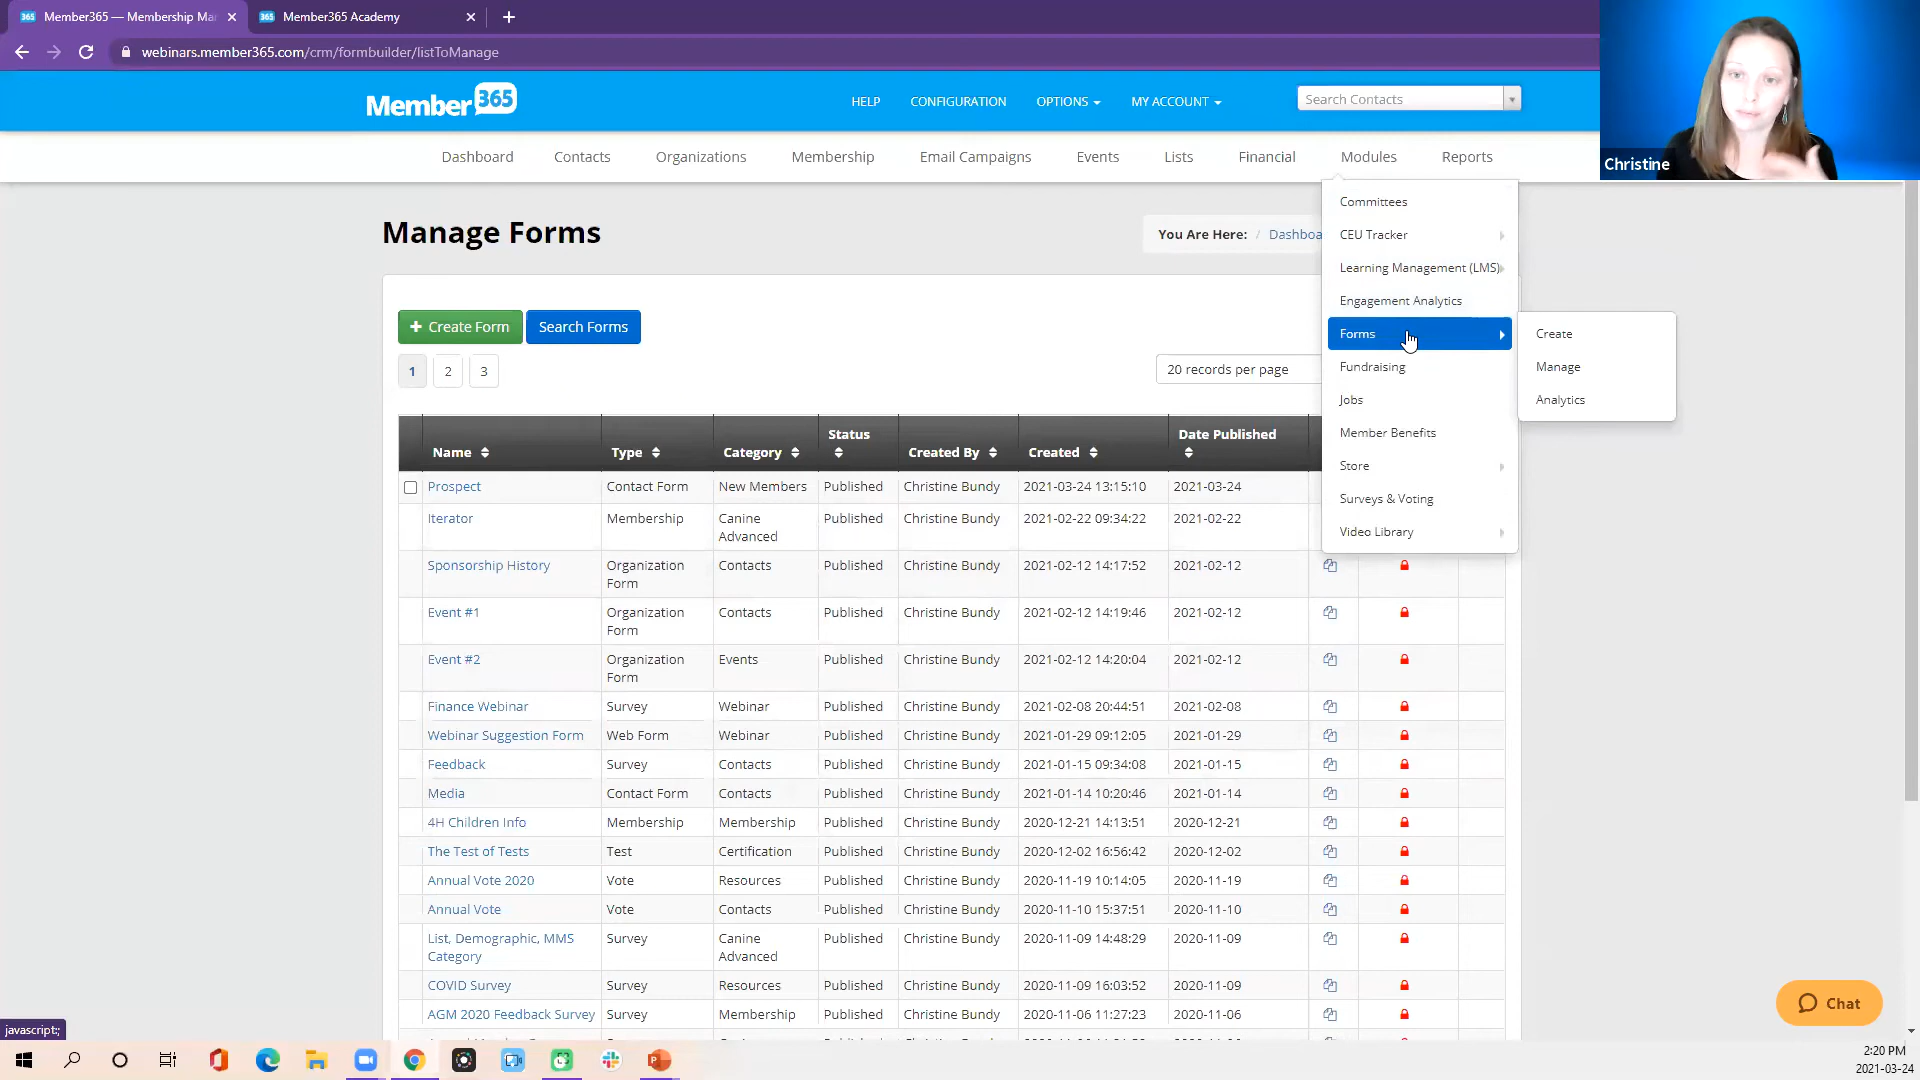 Member365 — Membership Ma
Member365 Academy
webinars.member365.com/crm/formbuilder/listToManage
Member365
HELP
CONFIGURATION
OPTIONS
MY ACCOUNT
Search Contacts
Christine
Dashboard
Contacts
Organizations
Membership
Email Campaigns
Events
Lists
Financial
Modules
Reports
Manage Forms
You Are Here: / Dashboa
Committees
CEU Tracker
Learning Management (LMS)
Engagement Analytics
Forms
Fundraising
Jobs
Member Benefits
Store
Surveys & Voting
Video Library
Create
Manage
Analytics
+ Create Form
Search Forms
1 2 3
20 records per page
Name Type Category Status Created By Created Date Published
Prospect Contact Form New Members Published Christine Bundy 2021-03-24 13:15:10 2021-03-24
Iterator Membership Canine Advanced Published Christine Bundy 2021-02-22 09:34:22 2021-02-22
Sponsorship History Organization Form Contacts Published Christine Bundy 2021-02-12 14:17:52 2021-02-12
Event #1 Organization Form Contacts Published Christine Bundy 2021-02-12 14:19:46 2021-02-12
Event #2 Organization Form Events Published Christine Bundy 2021-02-12 14:20:04 2021-02-12
Finance Webinar Survey Webinar Published Christine Bundy 2021-02-08 20:44:51 2021-02-08
Webinar Suggestion Form Web Form Webinar Published Christine Bundy 2021-01-29 09:12:05 2021-01-29
Feedback Survey Contacts Published Christine Bundy 2021-01-15 09:34:08 2021-01-15
Media Contact Form Contacts Published Christine Bundy 2021-01-14 10:20:46 2021-01-14
4H Children Info Membership Membership Published Christine Bundy 2020-12-21 14:13:51 2020-12-21
The Test of Tests Test Certification Published Christine Bundy 2020-12-02 16:56:42 2020-12-02
Annual Vote 2020 Vote Resources Published Christine Bundy 2020-11-19 10:14:05 2020-11-19
Annual Vote Vote Contacts Published Christine Bundy 2020-11-10 15:37:51 2020-11-10
List, Demographic, MMS Category Survey Canine Advanced Published Christine Bundy 2020-11-09 14:48:29 2020-11-09
COVID Survey Survey Resources Published Christine Bundy 2020-11-09 16:03:52 2020-11-09
AGM 2020 Feedback Survey Survey Membership Published Christine Bundy 2020-11-06 11:27:23 2020-11-06
Chat
javascript:;
2:20 PM
2021-03-24